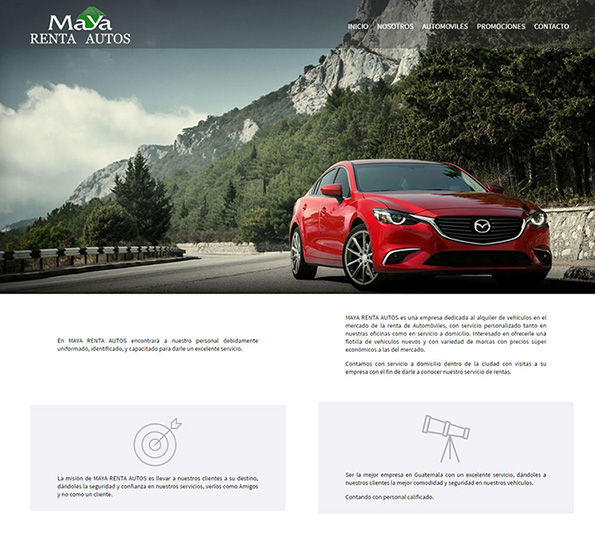 MaYa
RENTA AUTOS
INICIO NOSOTROS AUTOMOVILES PROMOCIONES CONTACTO
En MAYA RENTA AUTOS encontrará a nuestro personal debidamente
uniformado, identificado, y capacitado para darle un excelente servicio.
MAYA RENTA AUTOS es una empresa dedicada al alquiler de vehículos en el
mercado de la renta de Automóviles, con servicio personalizado tanto en
nuestras oficinas como en servicio a domicilio. Interesado en ofrecerle una
flotilla de vehículos nuevos y con variedad de marcas con precios súper
económicos a las del mercado.
Contamos con servicio a domicilio dentro de la ciudad con visitas a su
empresa con el fin de darle a conocer nuestro servicio de rentas.
La misión de MAYA RENTA AUTOS es llevar a nuestros clientes a su destino,
dándoles la seguridad y confianza en nuestros servicios, verlos como Amigos
y no como un cliente.
Ser la mejor empresa en Guatemala con un excelente servicio, dándoles a
nuestros clientes la mejor comodidad y seguridad en nuestros vehículos.
Contando con personal calificado.